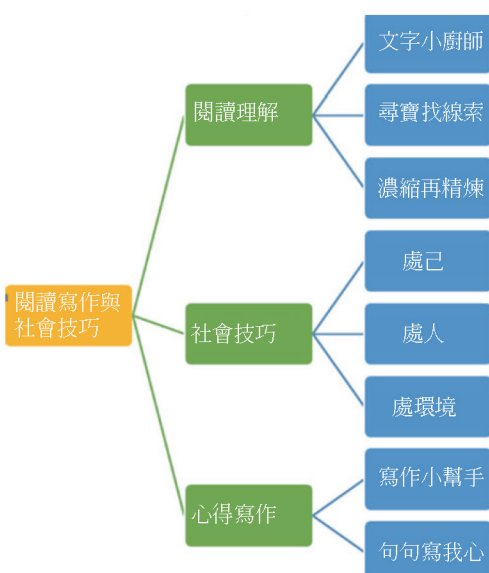 閱讀寫作與
社會技巧
閱讀理解
文字小廚師
尋寶找線索
濃縮再精煉
社會技巧
處己
處人
處環境
心得寫作
寫作小幫手
句句寫我心